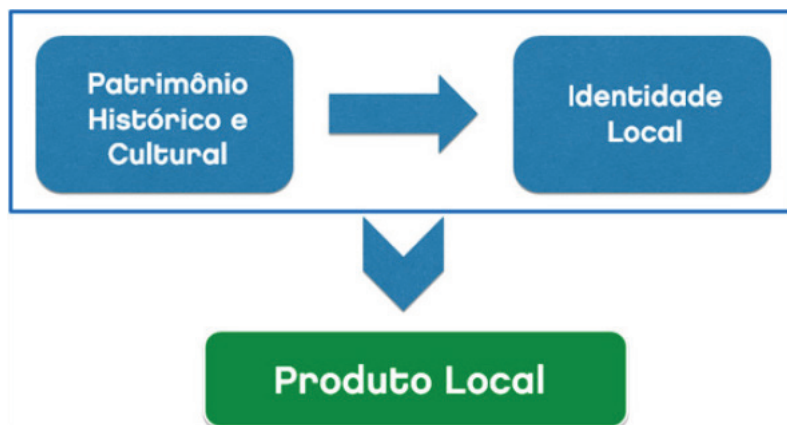 Patrimônio
Histórico e
Cultural
Identidade
Local
Produto Local